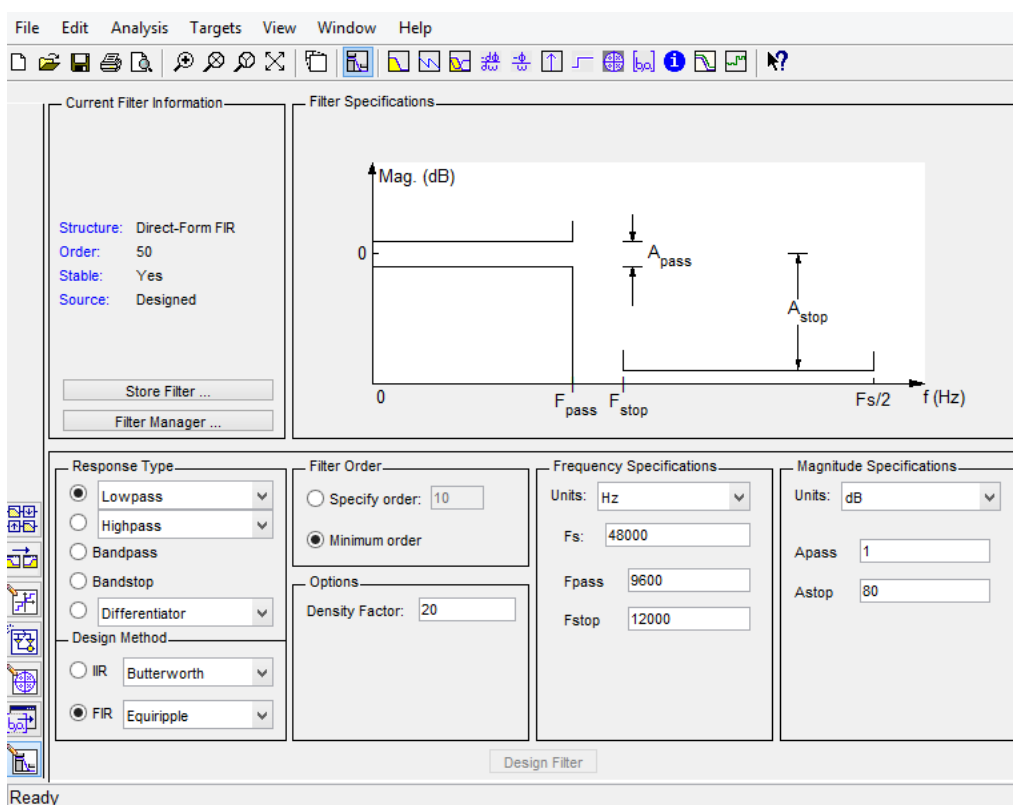 File Edit Analysis Targets View Window Help
Current Filter Information
Structure: Direct-Form FIR
Order: 50
Stable: Yes
Source: Designed
Store Filter ...
Filter Manager ...
Filter Specifications
Mag. (dB)
0
Apass
Astop
0 Fpass Fstop Fs/2 f (Hz)
Response Type
Lowpass
Highpass
Bandpass
Bandstop
Differentiator
Design Method
IIR Butterworth
FIR Equiripple
Filter Order
Specify order: 10
Minimum order
Options
Density Factor: 20
Frequency Specifications
Units: Hz
Fs: 48000
Fpass 9600
Fstop 12000
Magnitude Specifications
Units: dB
Apass 1
Astop 80
Design Filter
Ready